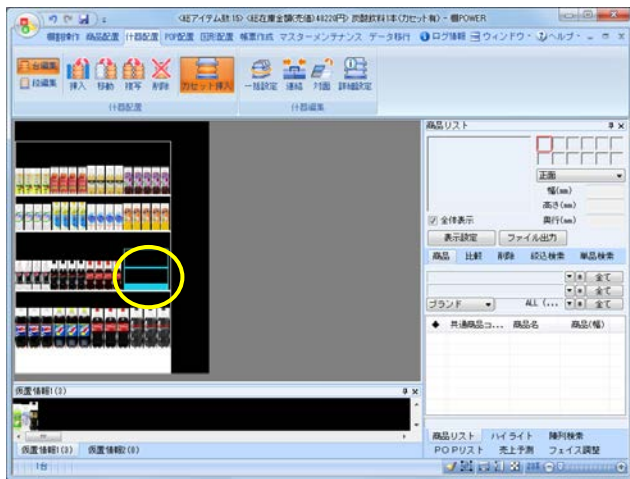 <総アイテム数:15> <総在庫金額(売価):48220円> 炭酸飲料1本(カセット有) - 棚POWER
棚割実行 商品配置 什器配置 POP配置 図形配置 帳票作成 マスターメンテナンス データ移行 ログ情報 ウィンドウ ヘルプ
台編集
段編集
挿入 移動 複写 削除 カセット挿入 一括設定 連結 対面 詳細設定
什器配置 什器編集
商品リスト
正面
幅(mm)
高さ(mm)
全体表示 奥行(mm)
表示設定 ファイル出力
商品 比較 削除 絞込検索 単品検索
全て
全て
ブランド ALL (... 全て
共通商品コ... 商品名 商品(幅)
仮置情報1(3)
仮置情報1(3) 仮置情報2(0)
商品リスト ハイライト 陳列検索
POPリスト 売上予測 フェイス調整
1台